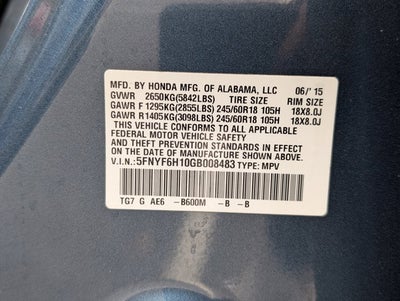 MFD. BY HONDA MFG. OF ALABAMA, LLC 06/'15
GVWR 2650KG(5842LBS) TIRE SIZE RIM SIZE
GAWR F 1295KG(2855LBS) 245/60R18 105H 18X8.0J
GAWR R 1405KG(3098LBS) 245/60R18 105H 18X8.0J
THIS VEHICLE CONFORMS TO ALL APPLICABLE
FEDERAL MOTOR VEHICLE SAFETY
AND THEFT PREVENTION STANDARDS IN EFFECT
ON THE DATE OF MANUFACTURE SHOWN ABOVE.
V.I.N.: 5FNYF6H10GB008483 TYPE: MPV
TG7 G AE6 -B600M -B -B